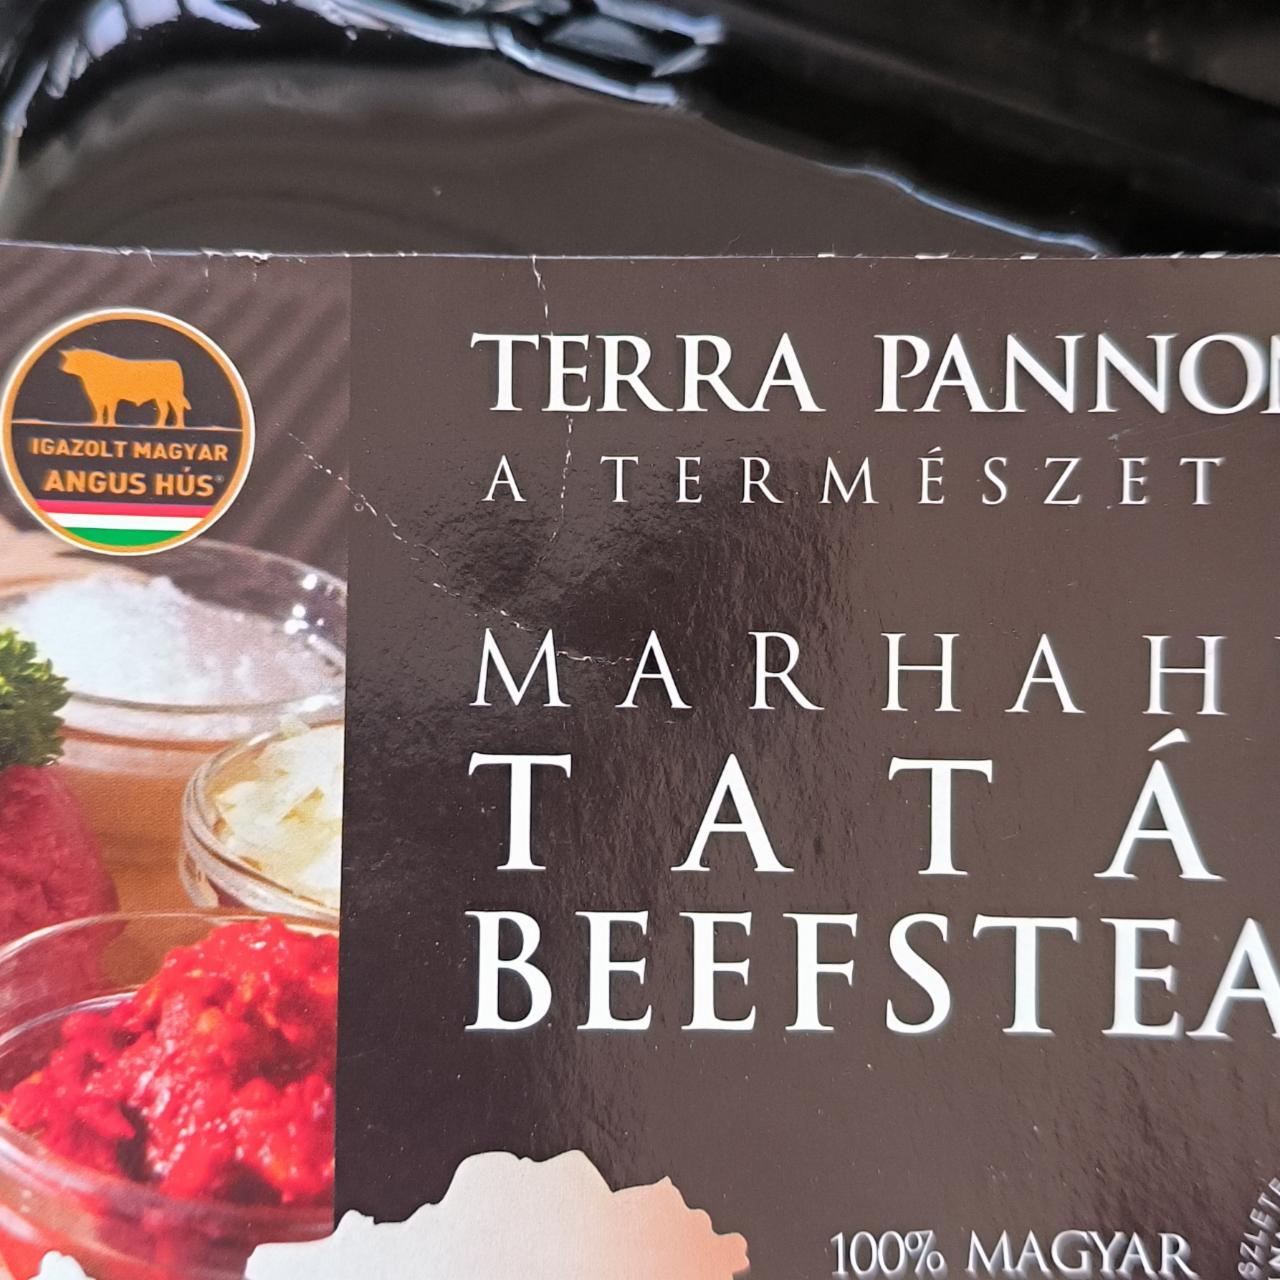 IGAZOLT MAGYAR
ANGUS HÚS
TERRA PANNON
A TERMÉSZET
MARHAH
TATÁ
BEEFSTEA
100% MAGYAR